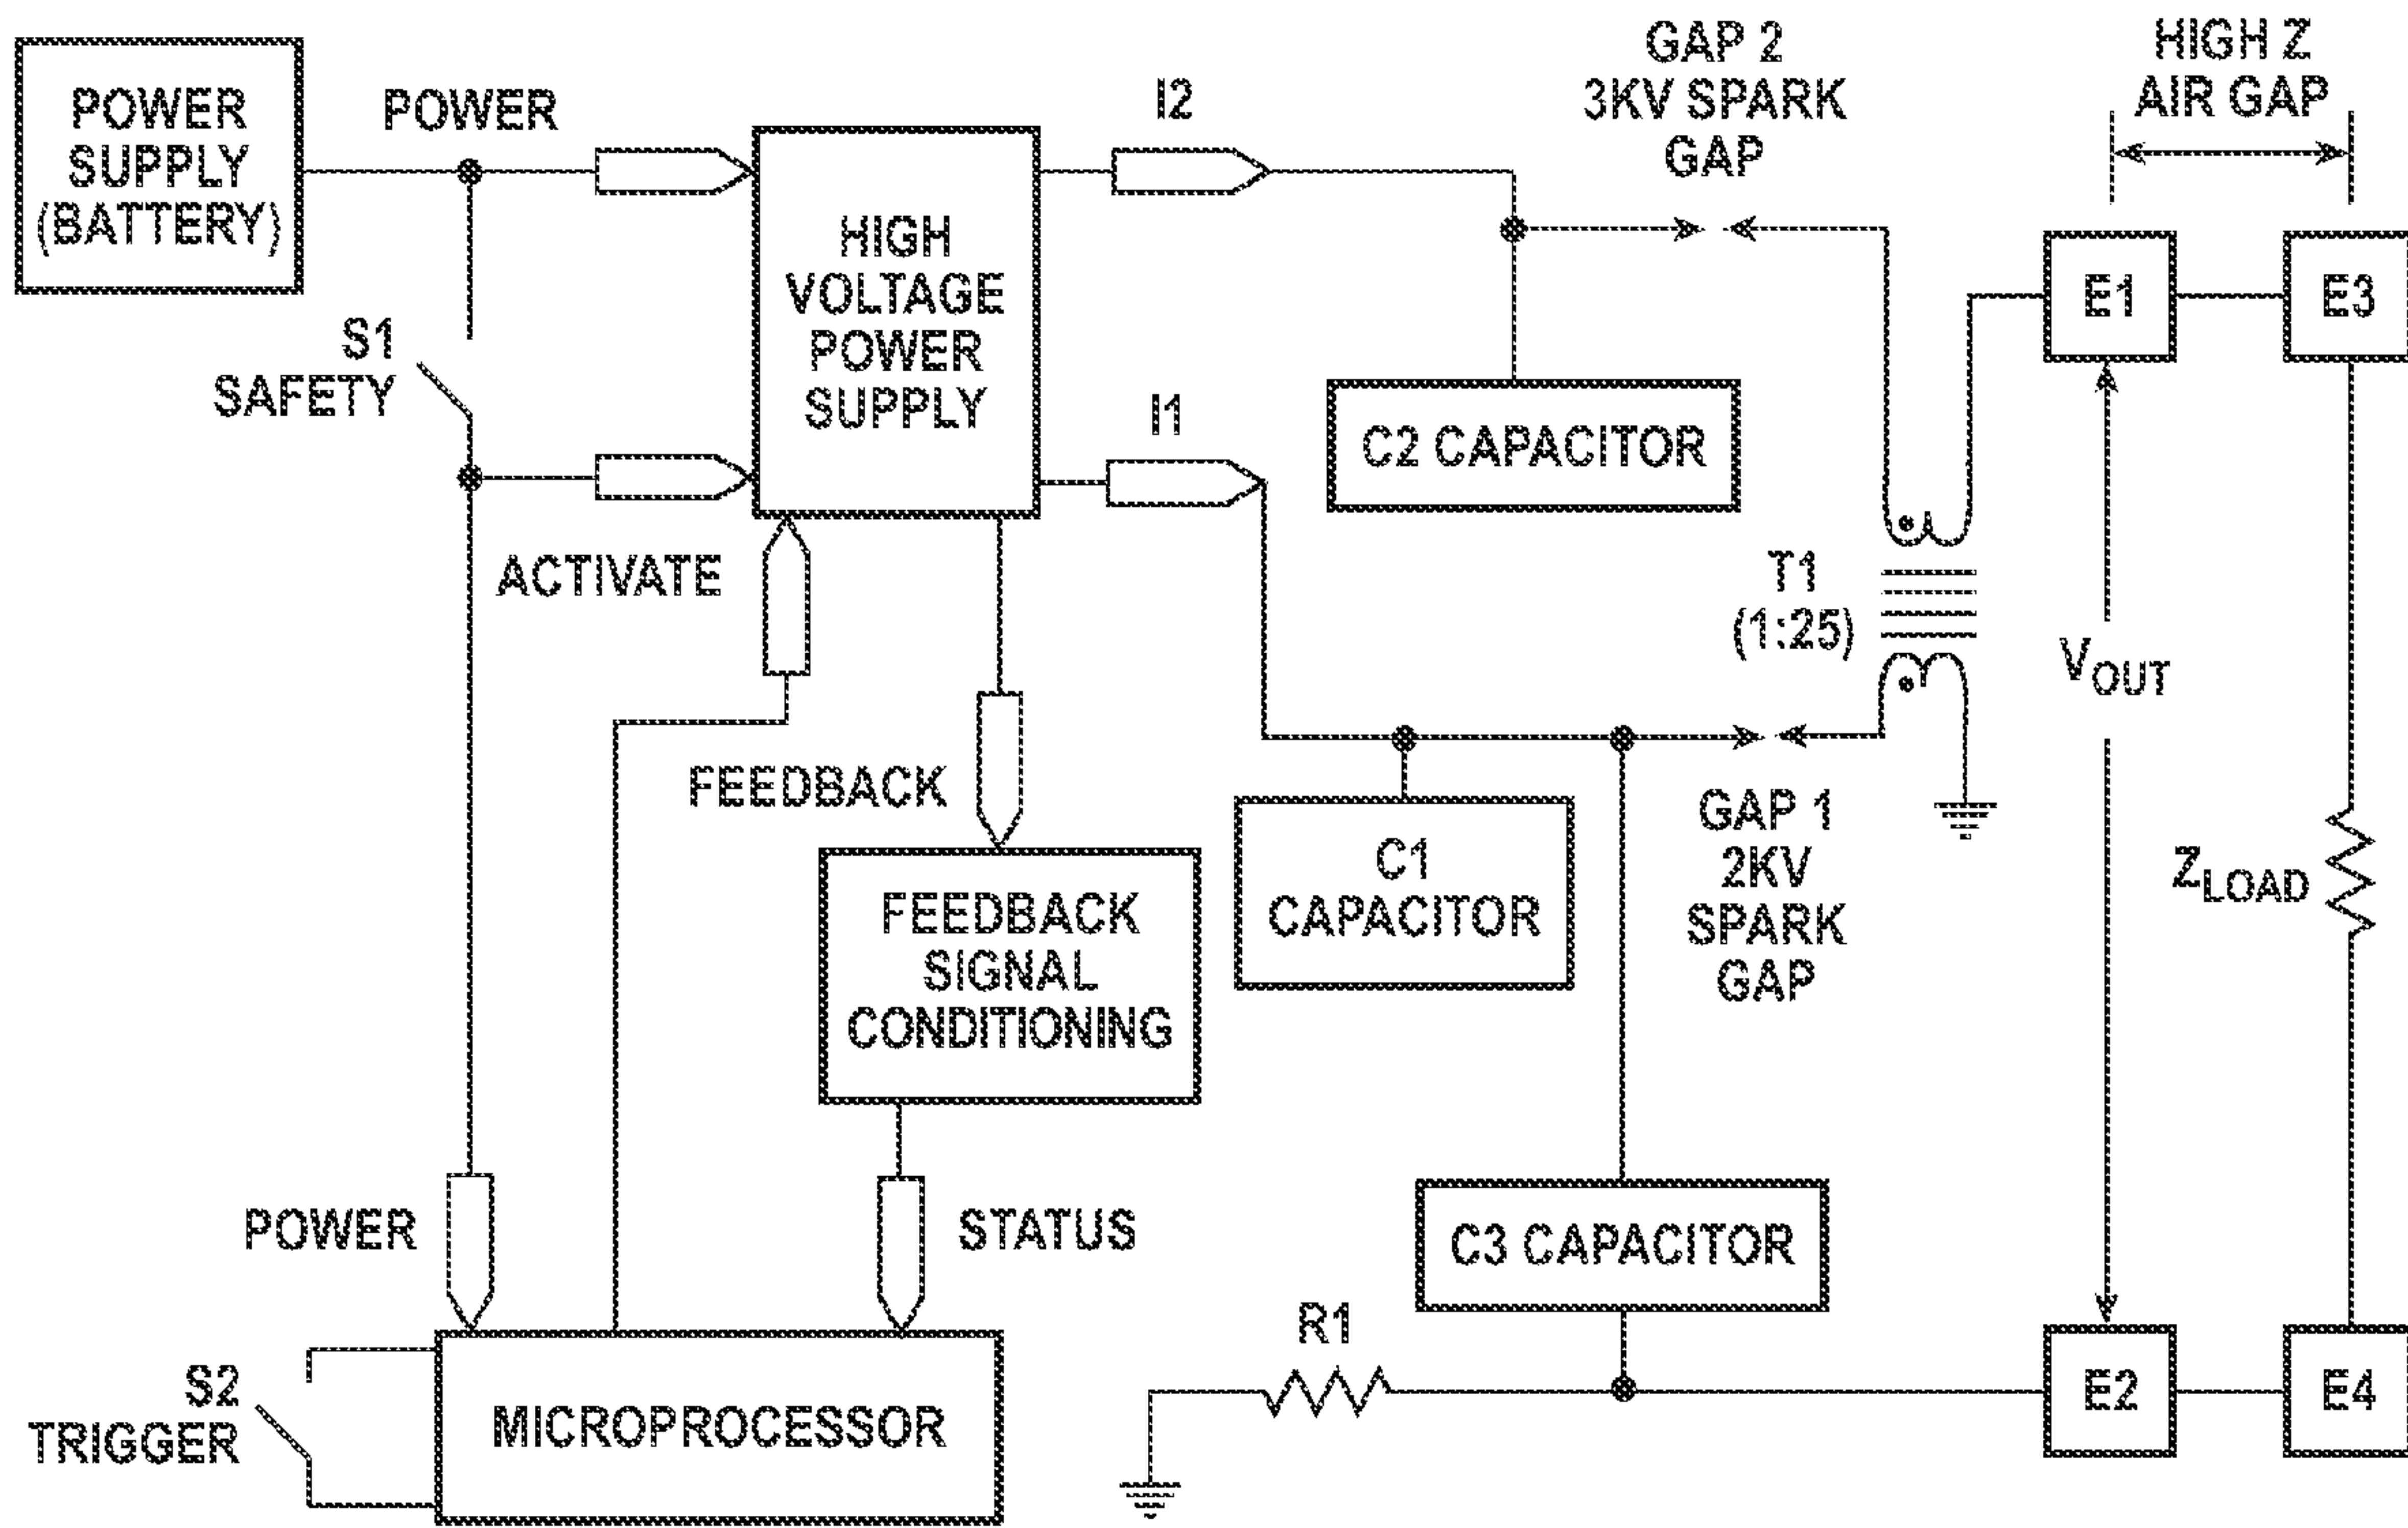 POWER
SUPPLY
(BATTERY)
POWER
I2
GAP 2
3KV SPARK
GAP
HIGH Z
AIR GAP
HIGH
VOLTAGE
POWER
SUPPLY
E1
E3
S1
SAFETY
I1
C2 CAPACITOR
ACTIVATE
T1
(1:25)
VOUT
FEEDBACK
GAP 1
2KV
SPARK
GAP
C1
CAPACITOR
ZLOAD
FEEDBACK
SIGNAL
CONDITIONING
POWER
STATUS
C3 CAPACITOR
R1
S2
TRIGGER
MICROPROCESSOR
E2
E4